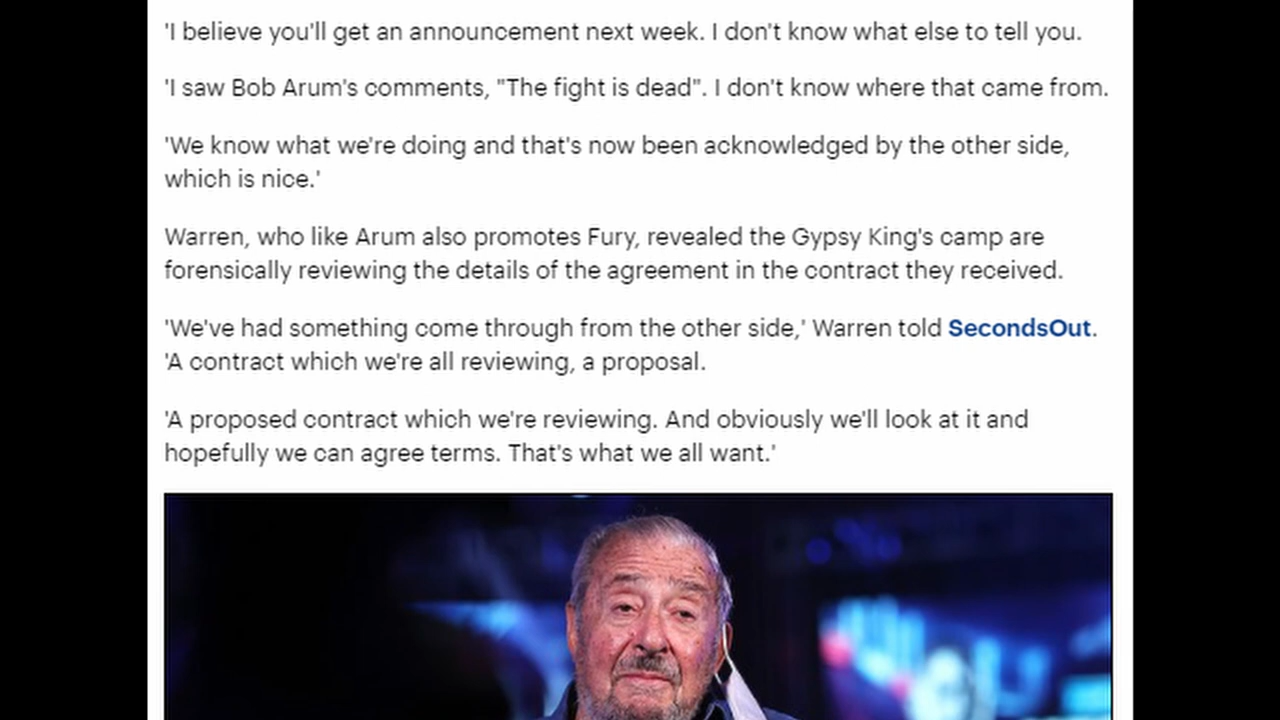 'I believe you'll get an announcement next week. I don't know what else to tell you.
'I saw Bob Arum's comments, "The fight is dead". I don't know where that came from.
'We know what we're doing and that's now been acknowledged by the other side,
which is nice.'
Warren, who like Arum also promotes Fury, revealed the Gypsy King's camp are
forensically reviewing the details of the agreement in the contract they received.
'We've had something come through from the other side,' Warren told SecondsOut.
'A contract which we're all reviewing, a proposal.
'A proposed contract which we're reviewing. And obviously we'll look at it and
hopefully we can agree terms. That's what we all want.'